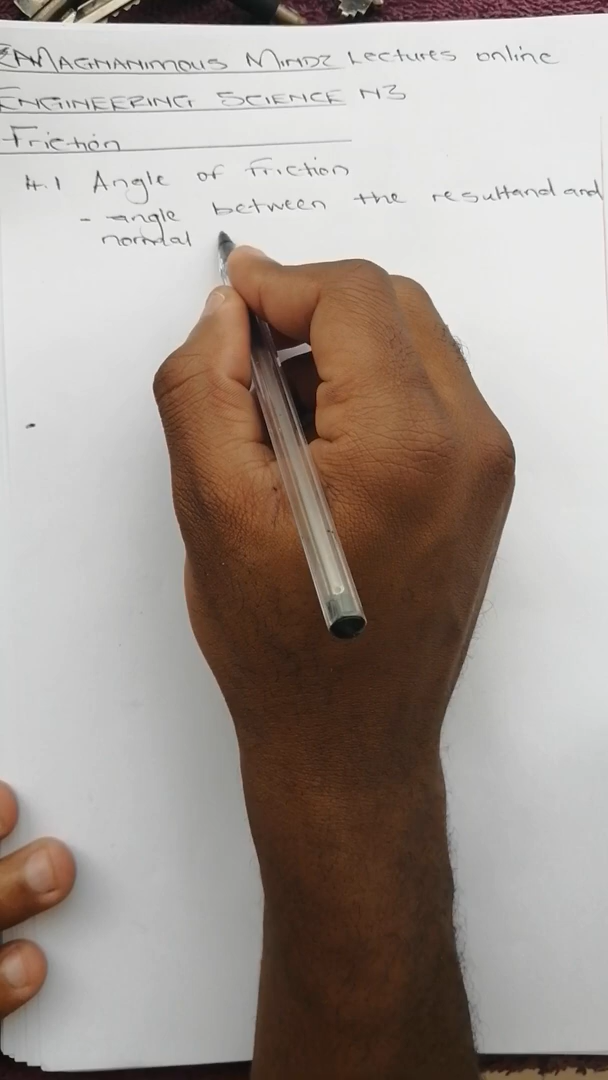 MAGNANIMOUS MINDZ Lectures online
ENGINEERING SCIENCE N3
Friction
4.1 Angle of friction
- angle between the resultand and
normal